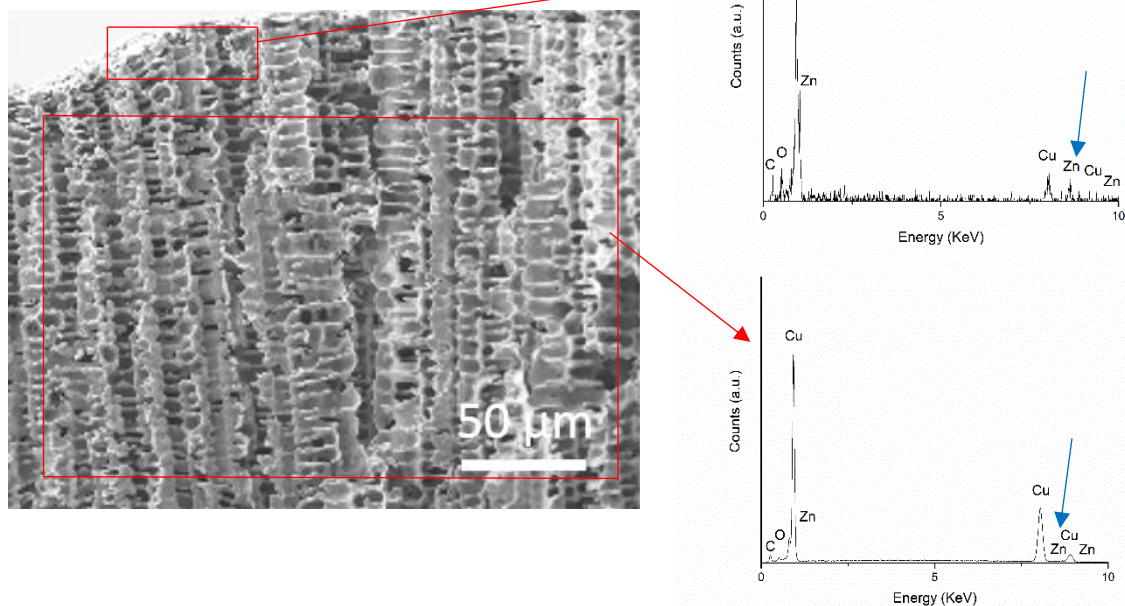 50 µm
Counts (a.u.)
Zn
C
O
Cu
Zn
Cu
Zn
0
5
10
Energy (KeV)
Counts (a.u.)
Cu
C
O
Zn
Cu
Zn
Cu
Zn
0
5
10
Energy (KeV)